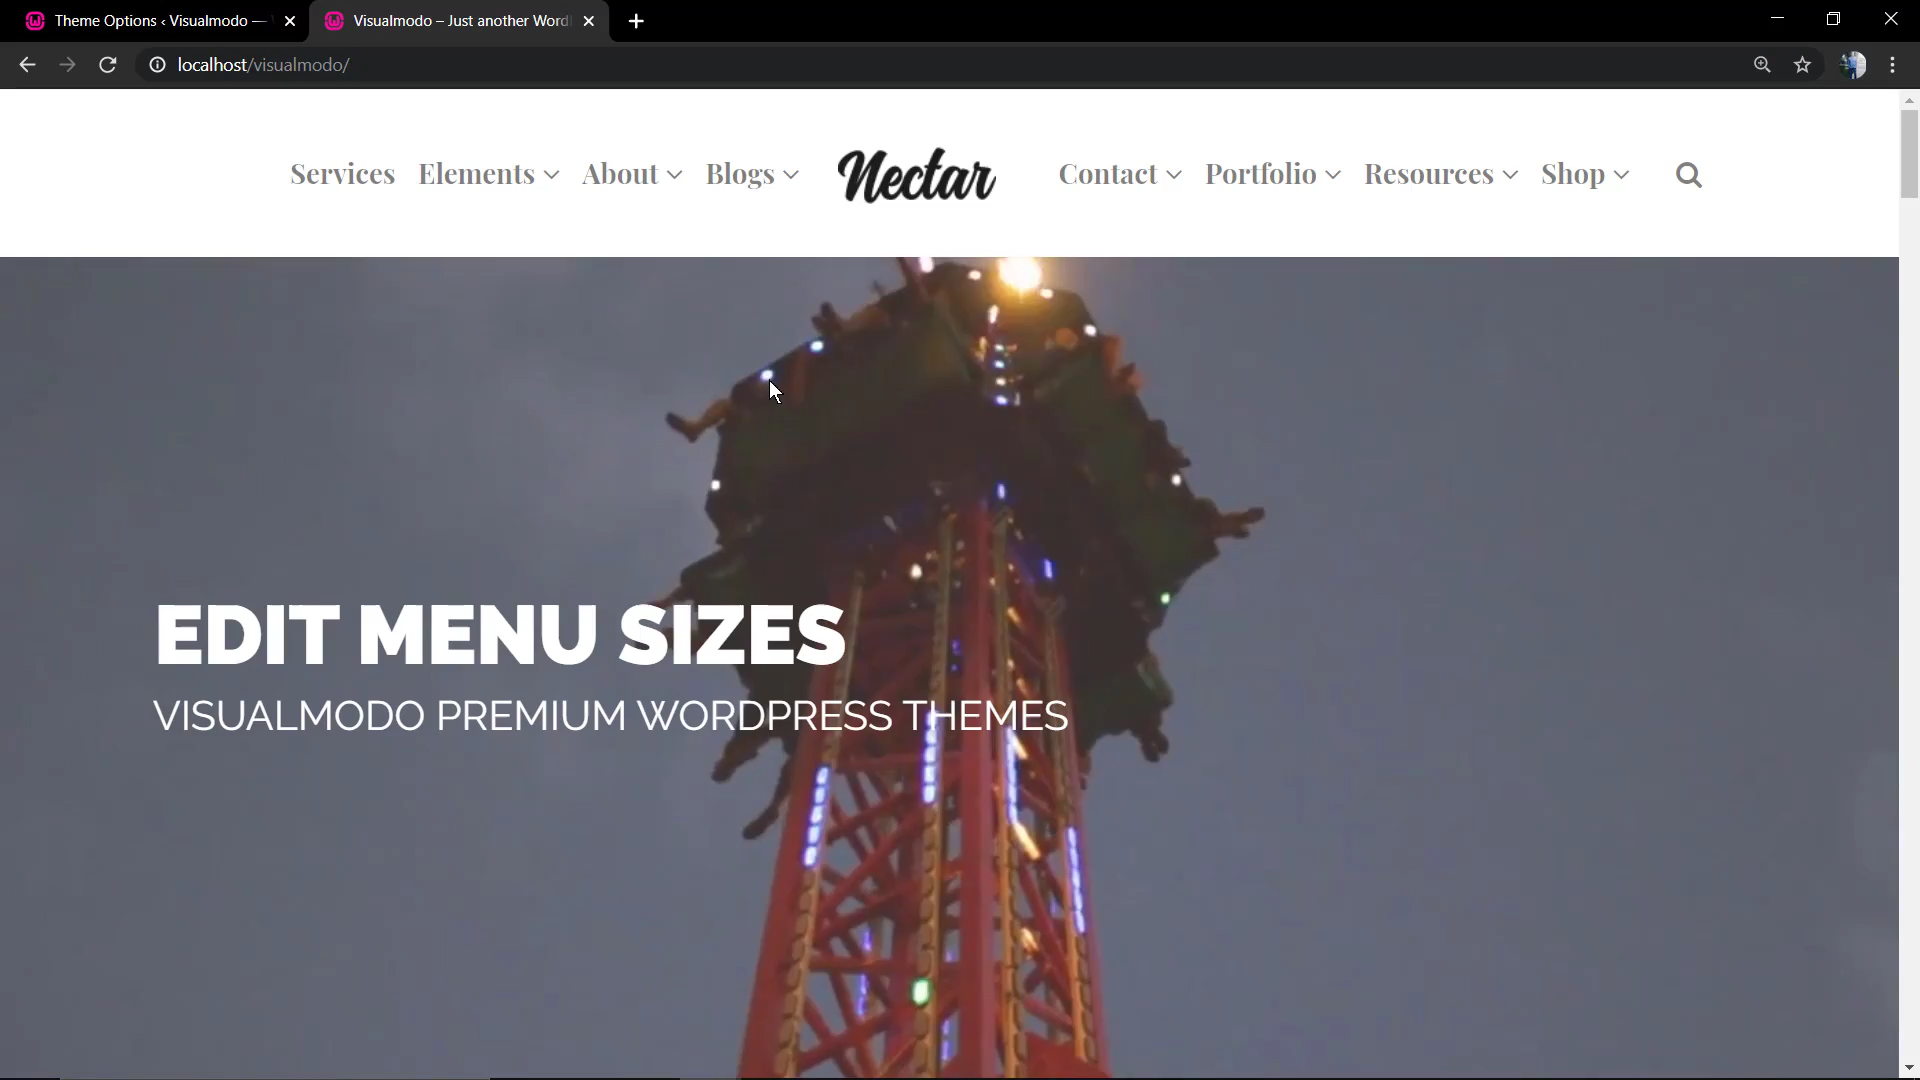 Theme Options ‹ Visualmodo —
Visualmodo – Just another Word
localhost/visualmodo/
Services Elements About Blogs Nectar Contact Portfolio Resources Shop
EDIT MENU SIZES
VISUALMODO PREMIUM WORDPRESS THEMES